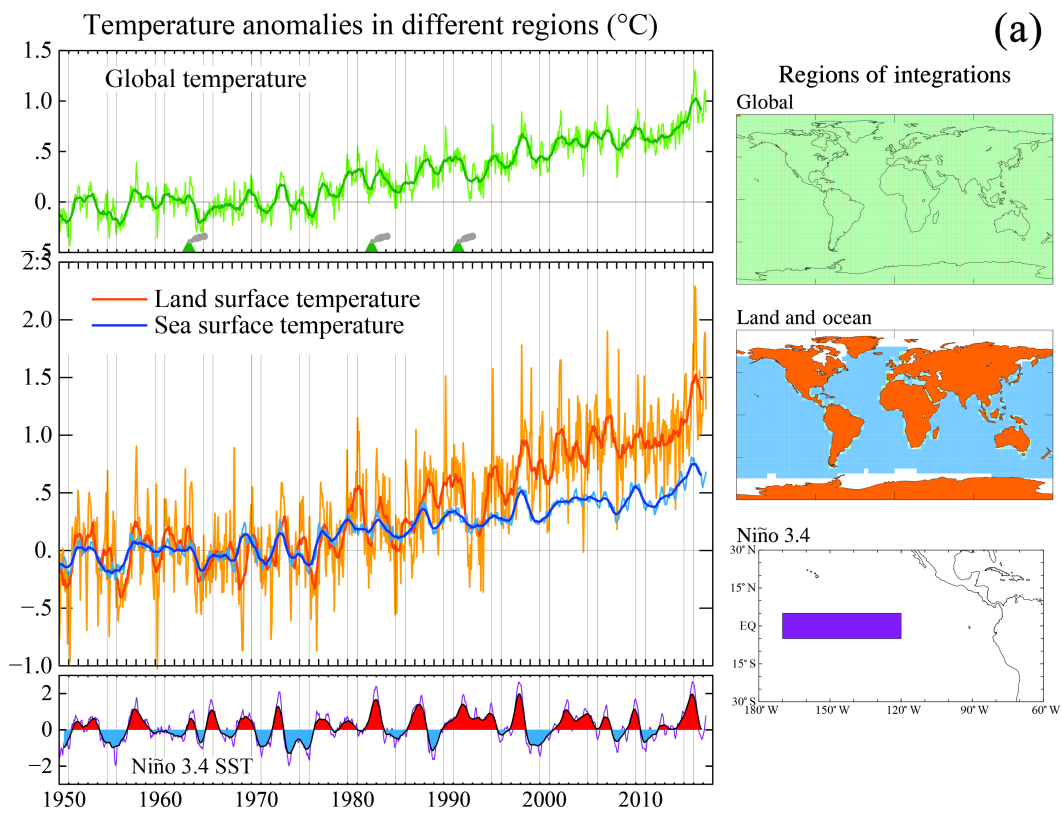 Temperature anomalies in different regions (°C)
(a)
1.5
Global temperature
1.0
.5
0.
−.5
2.5
Land surface temperature
Sea surface temperature
2.0
1.5
1.0
.5
0.
−.5
−1.0
2
0
−2
Niño 3.4 SST
1950 1960 1970 1980 1990 2000 2010
Regions of integrations
Global
Land and ocean
Niño 3.4
30° N
15° N
EQ
15° S
30° S
180° W 150° W 120° W 90° W 60° W